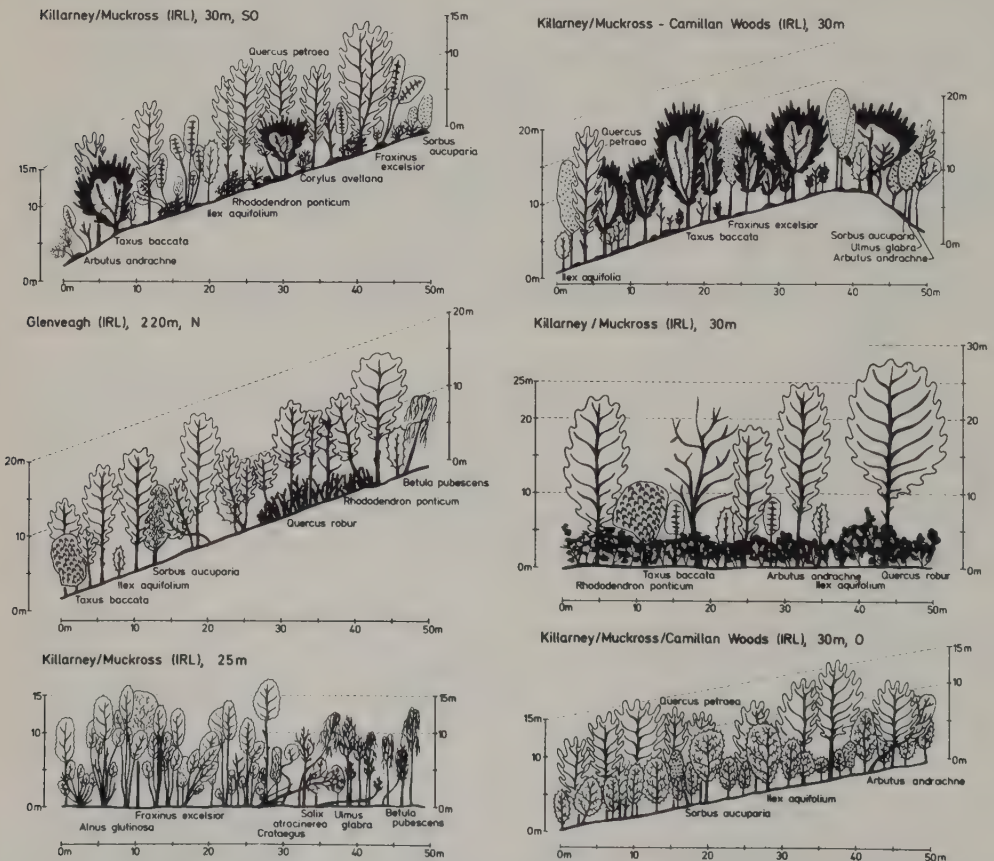 Killarney/Muckross (IRL), 30m, SO
15m
10
Quercus petraea
0m
Sorbus
aucuparia
Fraxinus
excelsior
Corylus avellana
Rhododendron ponticum
Ilex aquifolium
Taxus baccata
Arbutus andrachne
15m
10
0m
0m 10 20 30 40 50m
Killarney/Muckross - Camillan Woods (IRL), 30m
20m
10
0m
20m
10
0m
Quercus
petraea
Fraxinus excelsior
Taxus baccata
Sorbus aucuparia
Ulmus glabra
Arbutus andrachne
Ilex aquifolia
0m 10 20 30 40 50m
Glenveagh (IRL), 220m, N
20m
10
0m
20m
10
0m
Betula pubescens
Rhododendron ponticum
Quercus robur
Sorbus aucuparia
Ilex aquifolium
Taxus baccata
0m 10 20 30 40 50m
Killarney/Muckross (IRL), 30m
30m
20
10
0m
25m
20
10
0m
Taxus baccata
Rhododendron ponticum
Arbutus andrachne
Ilex aquifolium
Quercus robur
0m 10 20 30 40 50m
Killarney/Muckross (IRL), 25m
15
10
0m
15m
10
0m
Fraxinus excelsior
Alnus glutinosa
Salix
atrocinerea
Crataegus
Ulmus
glabra
Betula
pubescens
0m 10 20 30 40 50m
Killarney/Muckross/Camillan Woods (IRL), 30m, O
15m
10
0m
15m
10
0m
Quercus petraea
Arbutus andrachne
Ilex aquifolium
Sorbus aucuparia
0m 10 20 30 40 50m